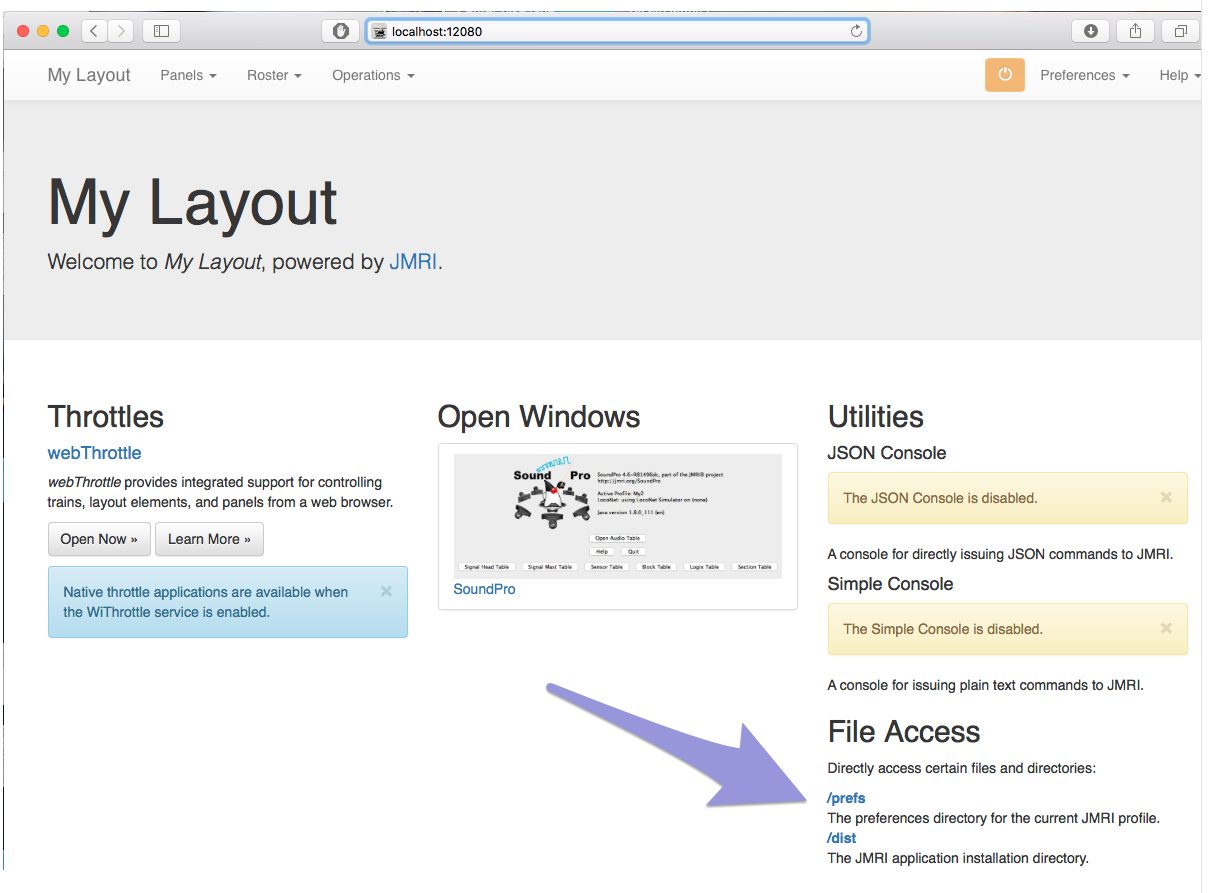 localhost:12080
My Layout
Panels
Roster
Operations
Preferences
Help
My Layout
Welcome to My Layout, powered by JMRI.
Throttles
webThrottle
webThrottle provides integrated support for controlling
trains, layout elements, and panels from a web browser.
Open Now »
Learn More »
Native throttle applications are available when
the WiThrottle service is enabled.
×
Open Windows
Sound Pro
SoundPro 4.6-R81496dc, part of the JMRI® project
http://jmri.org/SoundPro
Active Profile: My2
LocoNet: using LocoNet Simulator on (none)
Java version 1.8.0_111 (en)
Open Audio Table
Help
Quit
Signal Head Table
Signal Mast Table
Sensor Table
Block Table
Logix Table
Section Table
SoundPro
Utilities
JSON Console
The JSON Console is disabled.
×
A console for directly issuing JSON commands to JMRI.
Simple Console
The Simple Console is disabled.
×
A console for issuing plain text commands to JMRI.
File Access
Directly access certain files and directories:
/prefs
The preferences directory for the current JMRI profile.
/dist
The JMRI application installation directory.